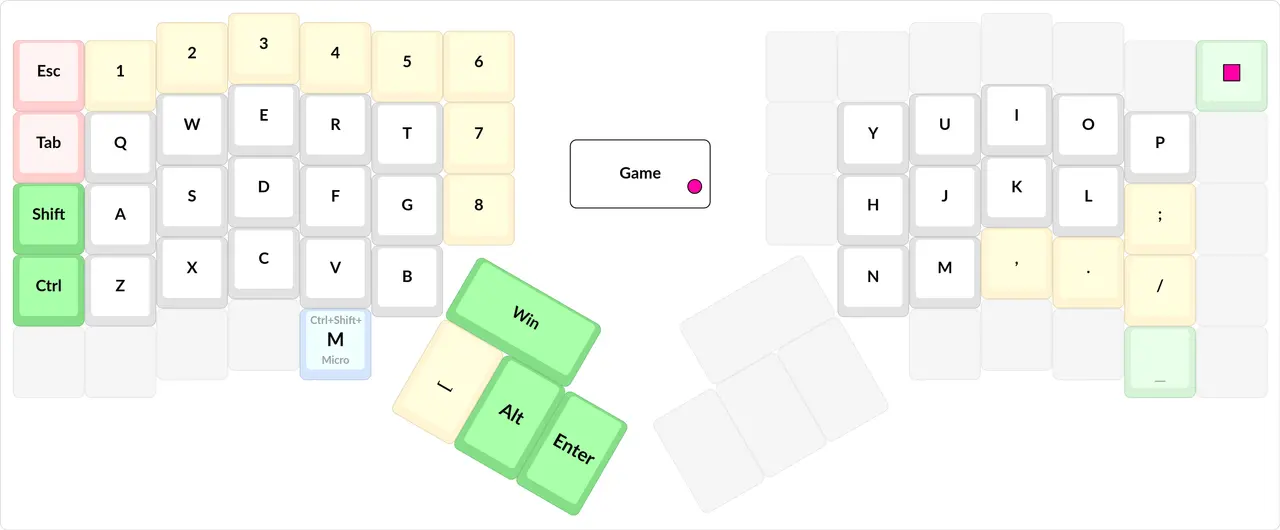 Esc 1 2 3 4 5 6
Tab Q W E R T 7
Shift A S D F G 8
Ctrl Z X C V B
Ctrl+Shift+
M
Micro
Win
[
Alt
Enter
Game
Y U I O P
H J K L ;
N M , . /
_